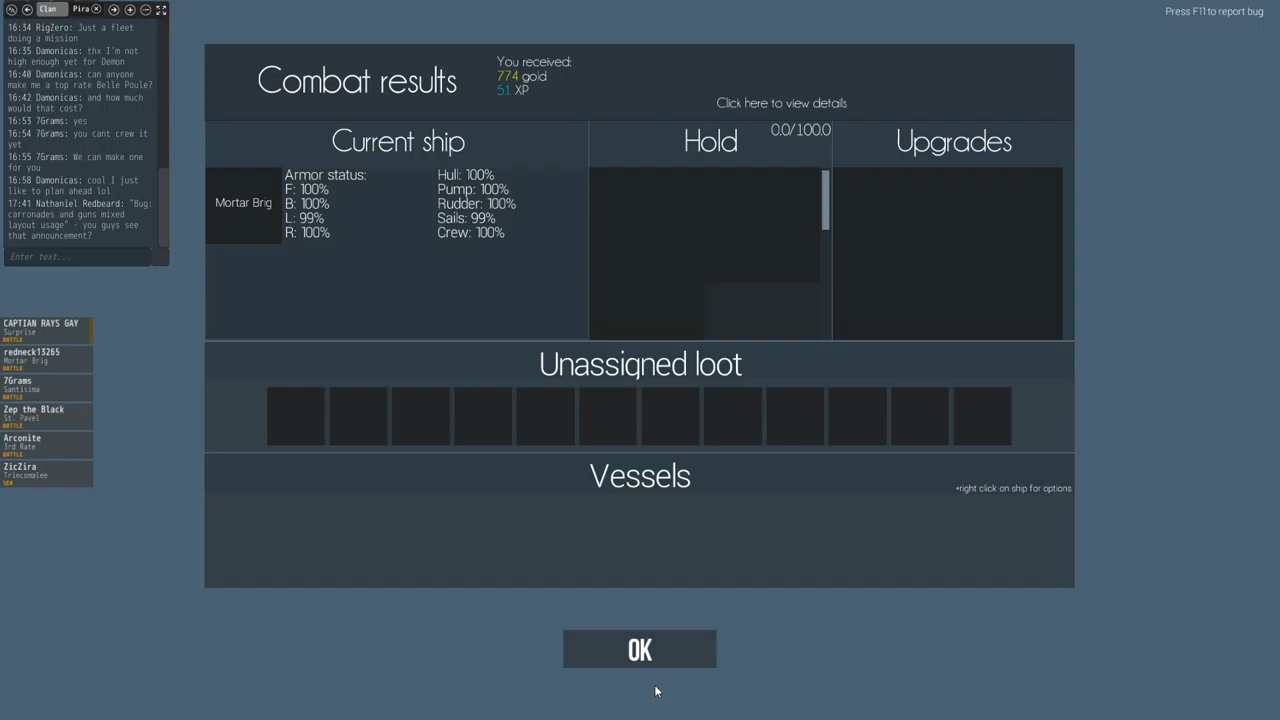 Clan
Pira
16:34 RigZero: Just a fleet
doing a mission
16:35 Damonicas: thx I'm not
high enough yet for Demon
16:40 Damonicas: can anyone
make me a top rate Belle Poule?
16:42 Damonicas: and how much
would that cost?
16:53 7Grams: yes
16:54 7Grams: you cant crew it
yet
16:55 7Grams: We can make one
for you
16:58 Damonicas: cool I just
like to plan ahead lol
17:41 Nathaniel Redbeard: "Bug:
carronades and guns mixed
layout usage" - you guys see
that announcement?
Enter text...
Press F11 to report bug
Combat results
You received:
774 gold
51 XP
Click here to view details
Current ship
Hold
0.0/100.0
Upgrades
Mortar Brig
Armor status:
F: 100%
B: 100%
L: 99%
R: 100%
Hull: 100%
Pump: 100%
Rudder: 100%
Sails: 99%
Crew: 100%
CAPTIAN RAYS GAY
Surprise
BATTLE
redneck13265
Mortar Brig
BATTLE
7Grams
Santisima
BATTLE
Zep the Black
St. Pavel
BATTLE
Arconite
3rd Rate
BATTLE
ZicZira
Trincomalee
SEA
Unassigned loot
Vessels
*right click on ship for options
OK